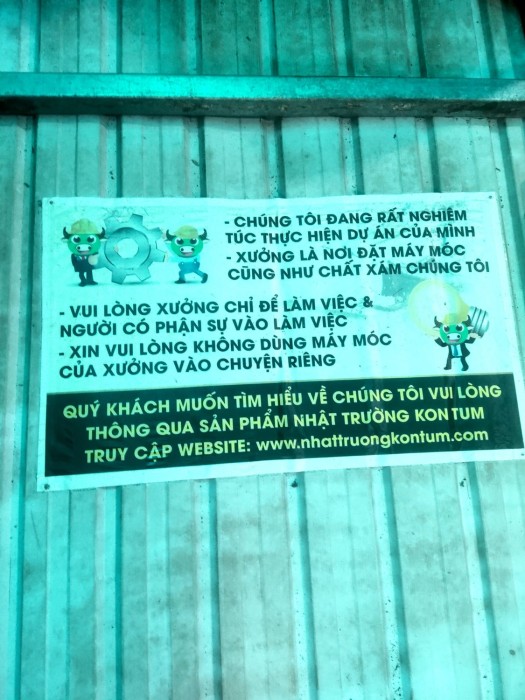 - CHÚNG TÔI ĐANG RẤT NGHIÊM
TÚC THỰC HIỆN DỰ ÁN CỦA MÌNH
- XƯỞNG LÀ NƠI ĐẶT MÁY MÓC
CŨNG NHƯ CHẤT XÁM CHÚNG TÔI
- VUI LÒNG XƯỞNG CHỈ ĐỂ LÀM VIỆC &
NGƯỜI CÓ PHẬN SỰ VÀO LÀM VIỆC
- XIN VUI LÒNG KHÔNG DÙNG MÁY MÓC
CỦA XƯỞNG VÀO CHUYỆN RIÊNG
QUÝ KHÁCH MUỐN TÌM HIỂU VỀ CHÚNG TÔI VUI LÒNG
THÔNG QUA SẢN PHẨM NHẬT TRƯỜNG KON TUM
TRUY CẬP WEBSITE: www.nhattruongkontum.com